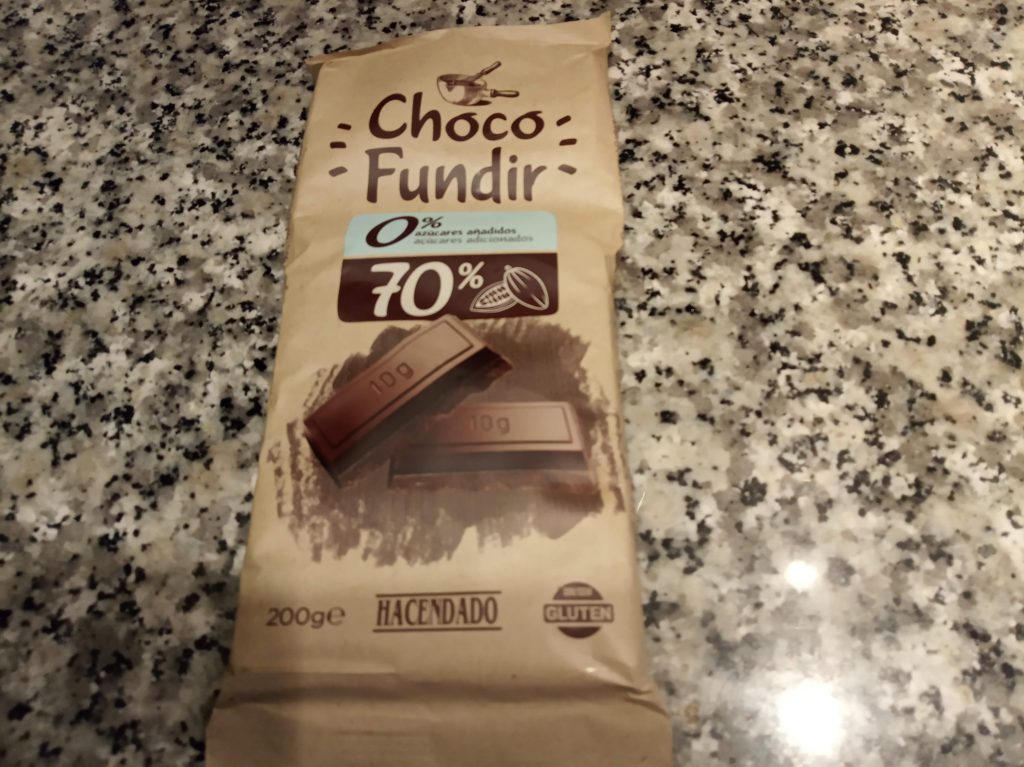 Choco
Fundir
0%
azúcares añadidos
açúcares adicionados
70%
10g
10g
200g℮
HACENDADO
GLUTEN